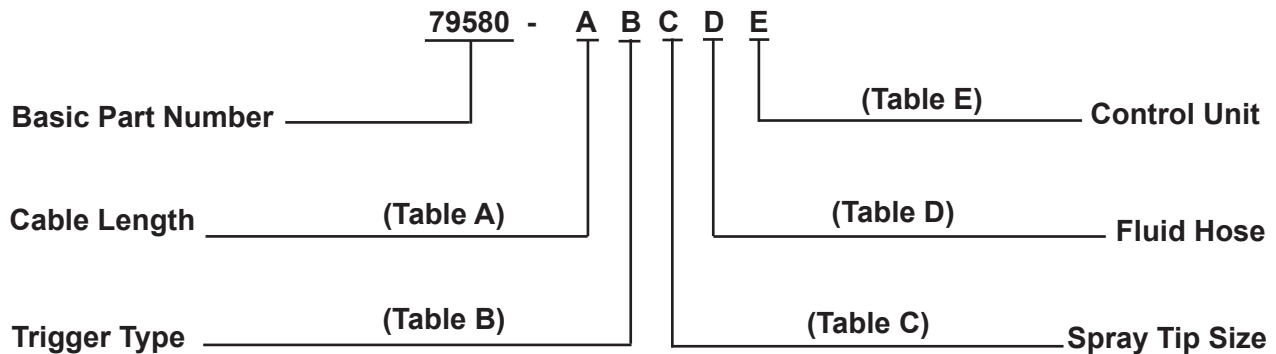 79580 - A B C D E
(Table E)
Basic Part Number
Control Unit
(Table A)
(Table D)
Cable Length
Fluid Hose
(Table B)
(Table C)
Trigger Type
Spray Tip Size